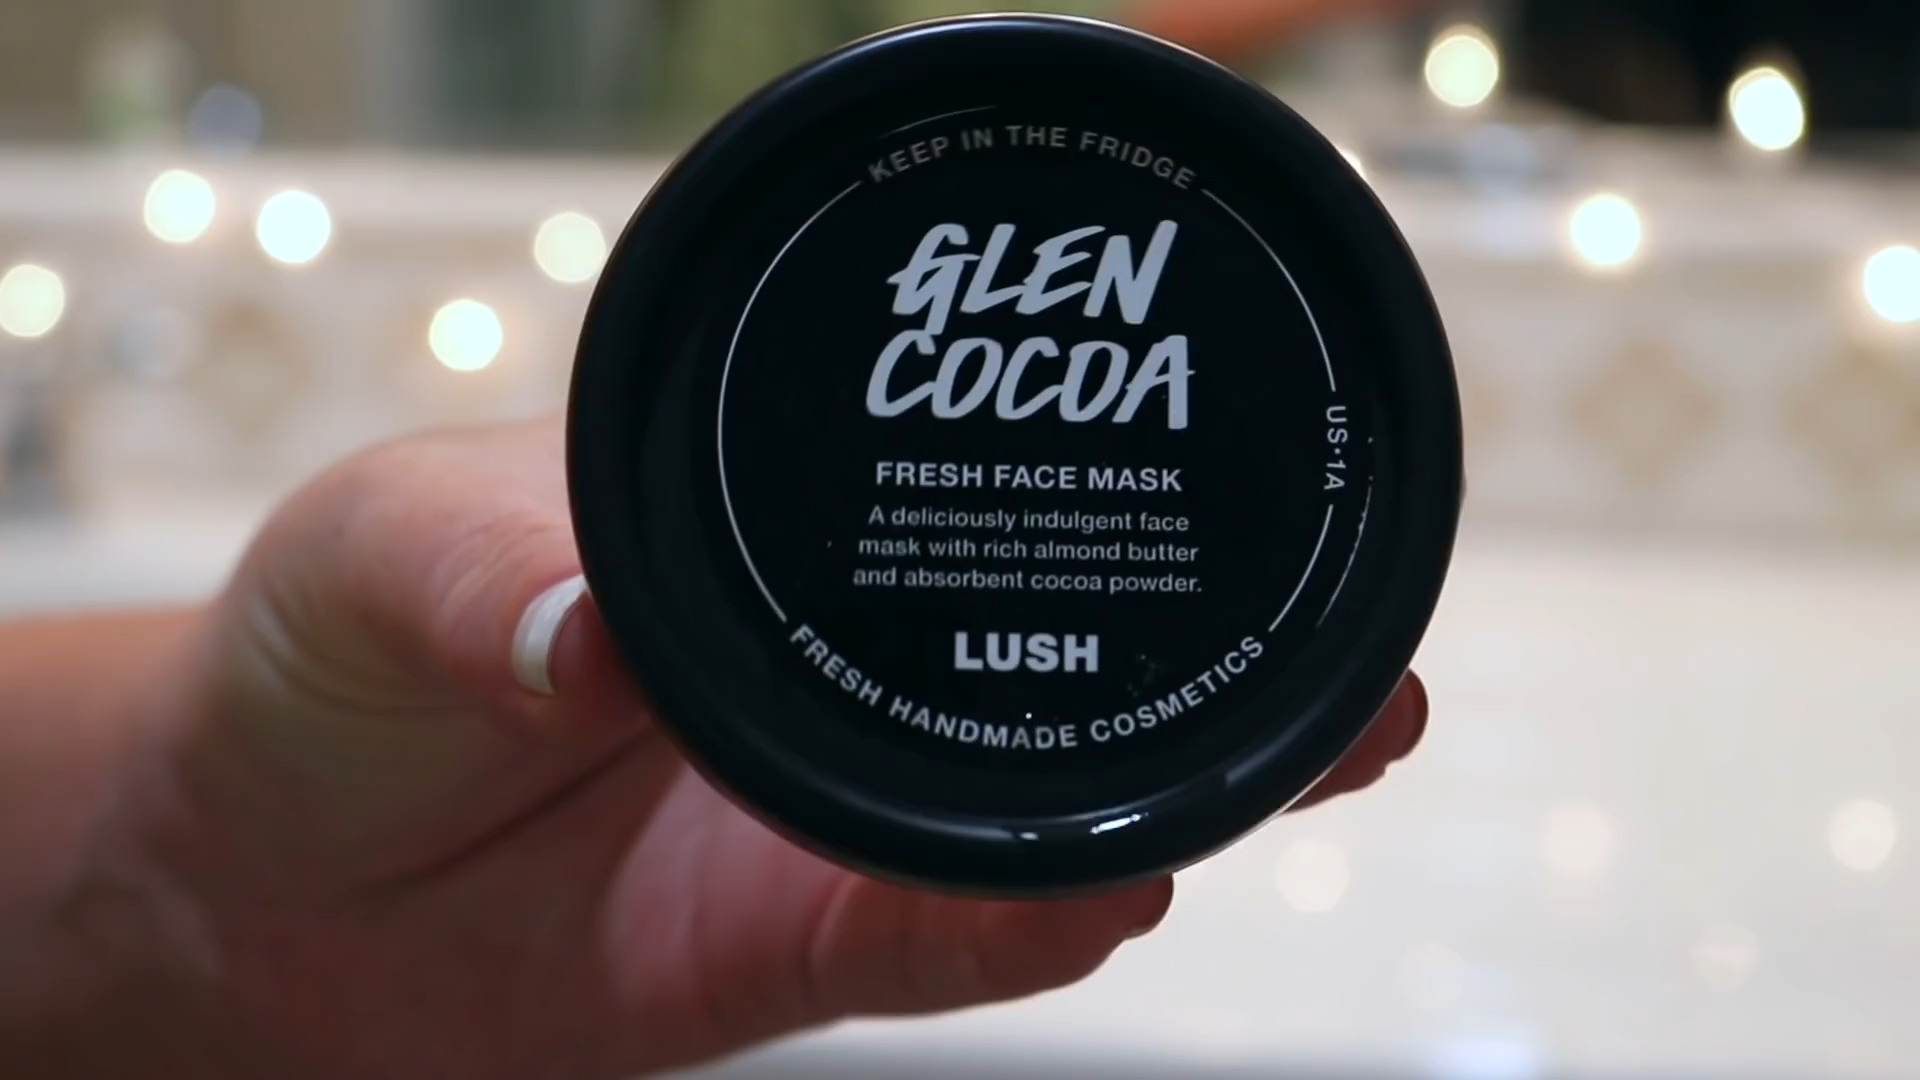 KEEP IN THE FRIDGE
GLEN
COCOA
US·1A
FRESH FACE MASK
A deliciously indulgent face
mask with rich almond butter
and absorbent cocoa powder.
LUSH
FRESH HANDMADE COSMETICS